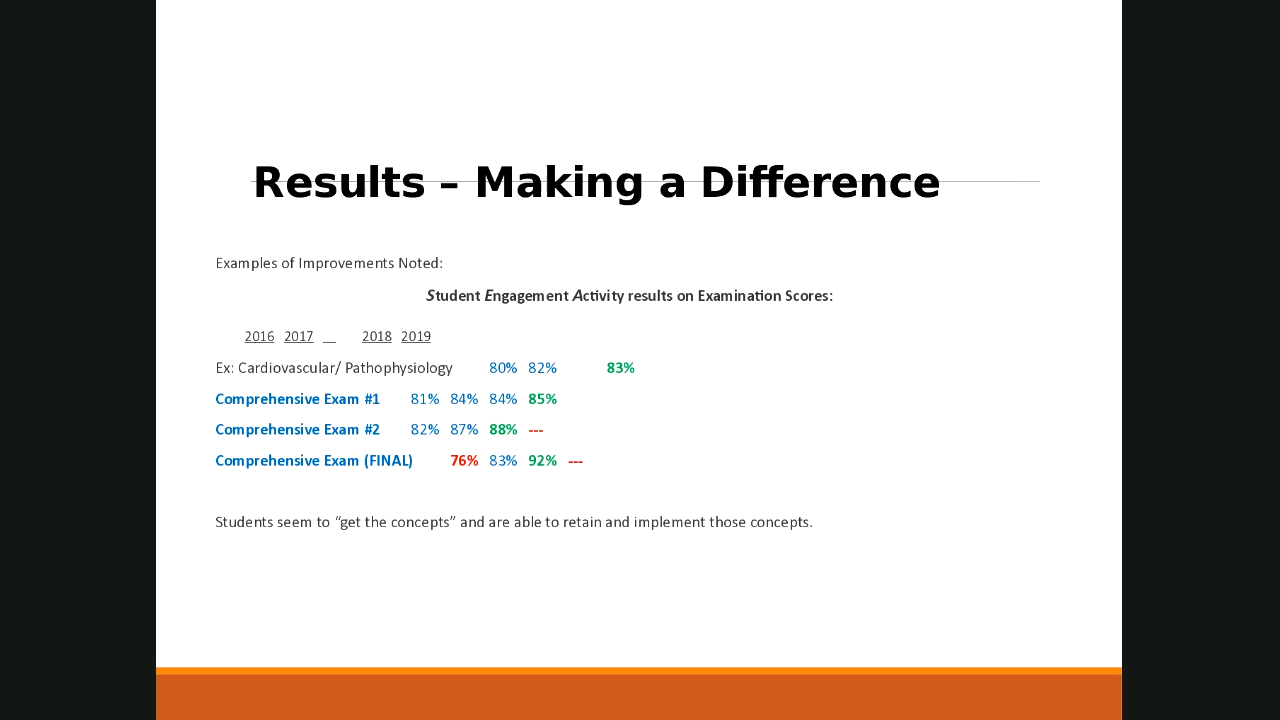 Results – Making a Difference
Examples of Improvements Noted:
Student Engagement Activity results on Examination Scores:
2016 2017 __ 2018 2019
Ex: Cardiovascular/ Pathophysiology 80% 82% 83%
Comprehensive Exam #1 81% 84% 84% 85%
Comprehensive Exam #2 82% 87% 88% ---
Comprehensive Exam (FINAL) 76% 83% 92% ---
Students seem to “get the concepts” and are able to retain and implement those concepts.